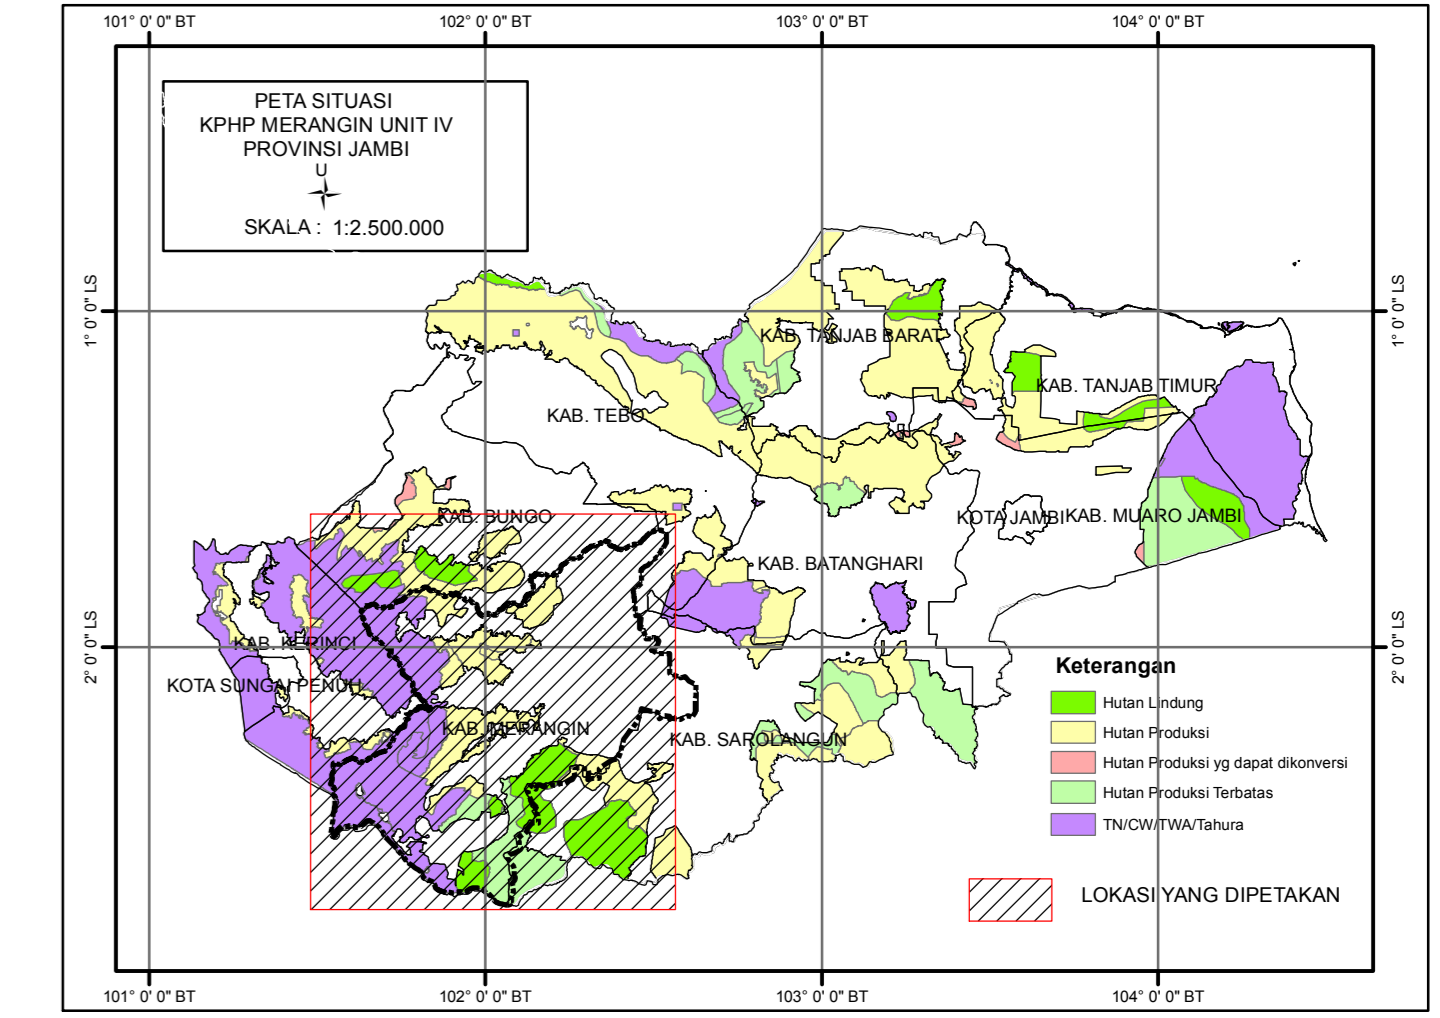 101° 0' 0" BT
102° 0' 0" BT
103° 0' 0" BT
104° 0' 0" BT
PETA SITUASI
KPHP MERANGIN UNIT IV
PROVINSI JAMBI
U
SKALA : 1:2.500.000
1° 0' 0" LS
1° 0' 0" LS
KAB. TANJAB BARAT
KAB. TANJAB TIMUR
KAB. TEBO
KAB. BUNGO
KOTA JAMBI
KAB. MUARO JAMBI
KAB. BATANGHARI
KAB. KERINCI
2° 0' 0" LS
2° 0' 0" LS
KOTA SUNGAI PENUH
KAB. MERANGIN
KAB. SAROLANGUN
Keterangan
Hutan Lindung
Hutan Produksi
Hutan Produksi yg dapat dikonversi
Hutan Produksi Terbatas
TN/CW/TWA/Tahura
LOKASI YANG DIPETAKAN
101° 0' 0" BT
102° 0' 0" BT
103° 0' 0" BT
104° 0' 0" BT